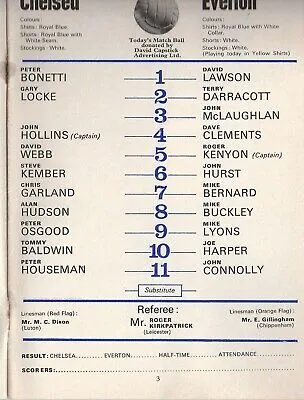 Chelsea
Everton
Colours:
Shirts: Royal Blue.
Shorts: Royal Blue with
White Seams.
Stockings: White.
Today's Match Ball
donated by
David Capstick
Advertising Ltd.
Colours:
Shirts: Royal Blue with White
Collar.
Shorts: White.
Stockings: White.
(Playing today in Yellow Shirts)
PETER BONETTI 1 DAVID LAWSON
GARY LOCKE 2 TERRY DARRACOTT
3 JOHN McLAUGHLAN
JOHN HOLLINS (Captain) 4 DAVE CLEMENTS
DAVID WEBB 5 ROGER KENYON (Captain)
STEVE KEMBER 6 JOHN HURST
CHRIS GARLAND 7 MIKE BERNARD
ALAN HUDSON 8 MIKE BUCKLEY
PETER OSGOOD 9 MIKE LYONS
TOMMY BALDWIN 10 JOE HARPER
PETER HOUSEMAN 11 JOHN CONNOLLY
Substitute
Linesman (Red Flag):
Mr. M. C. Dixon
(Luton)
Referee:
Mr. ROGER KIRKPATRICK
(Leicester)
Linesman (Orange Flag):
Mr. E. Gillingham
(Chippenham)
RESULT: CHELSEA......... EVERTON......... HALF-TIME......... ATTENDANCE.........
SCORERS:
3